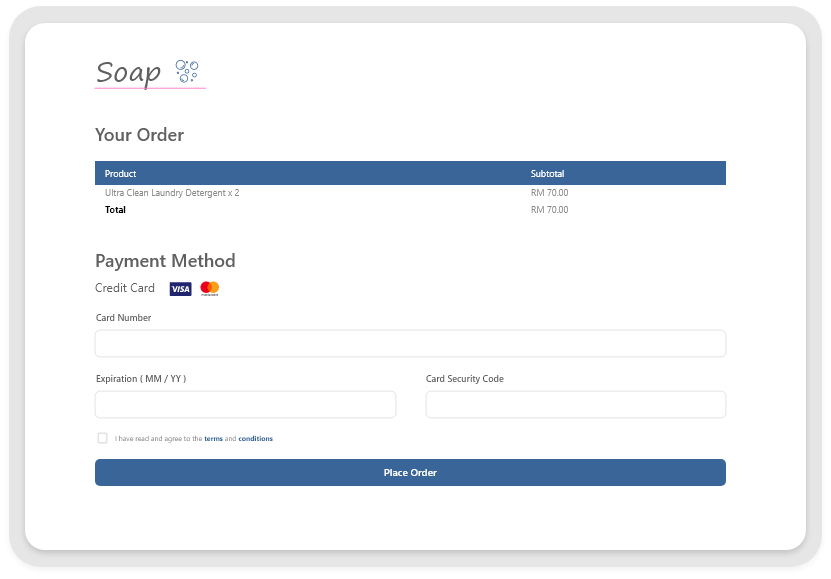 Soap
Your Order
Product Subtotal
Ultra Clean Laundry Detergent x 2 RM 70.00
Total RM 70.00
Payment Method
Credit Card VISA
Card Number
Expiration ( MM / YY ) Card Security Code
I have read and agree to the terms and conditions
Place Order